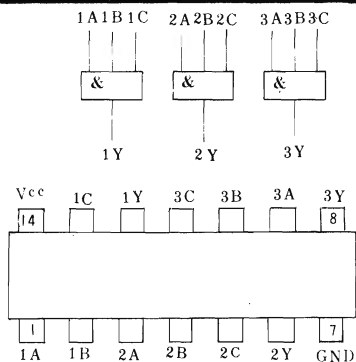 1A1B1C 2A2B2C 3A3B3C
& & &
1Y 2Y 3Y
Vcc 1C 1Y 3C 3B 3A 3Y
14 8
1 7
1A 1B 2A 2B 2C 2Y GND